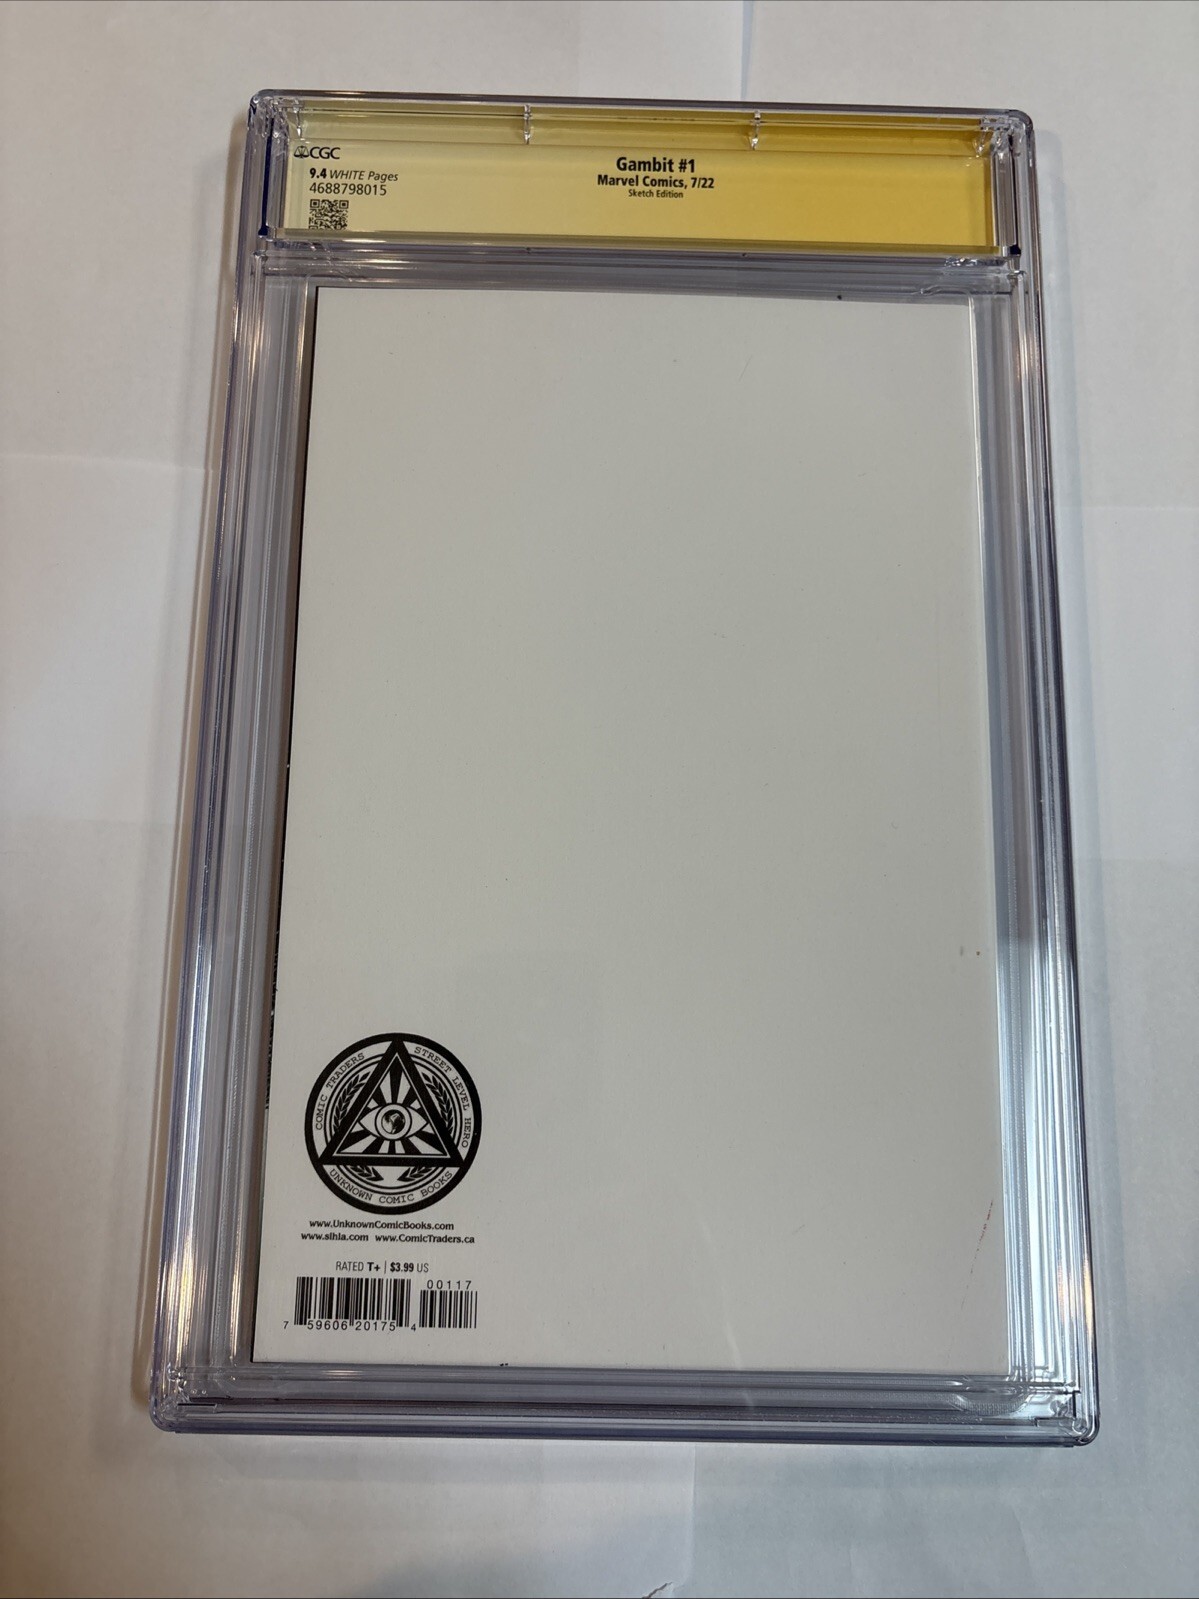 CGC
9.4 WHITE Pages
4688798015
Gambit #1
Marvel Comics, 7/22
Sketch Edition
COMIC TRADERS
STREET LEVEL HERO
UNKNOWN COMIC BOOKS
www.UnknownComicBooks.com
www.slhla.com www.ComicTraders.ca
RATED T+ | $3.99 US
00117
7 59606 20175 4